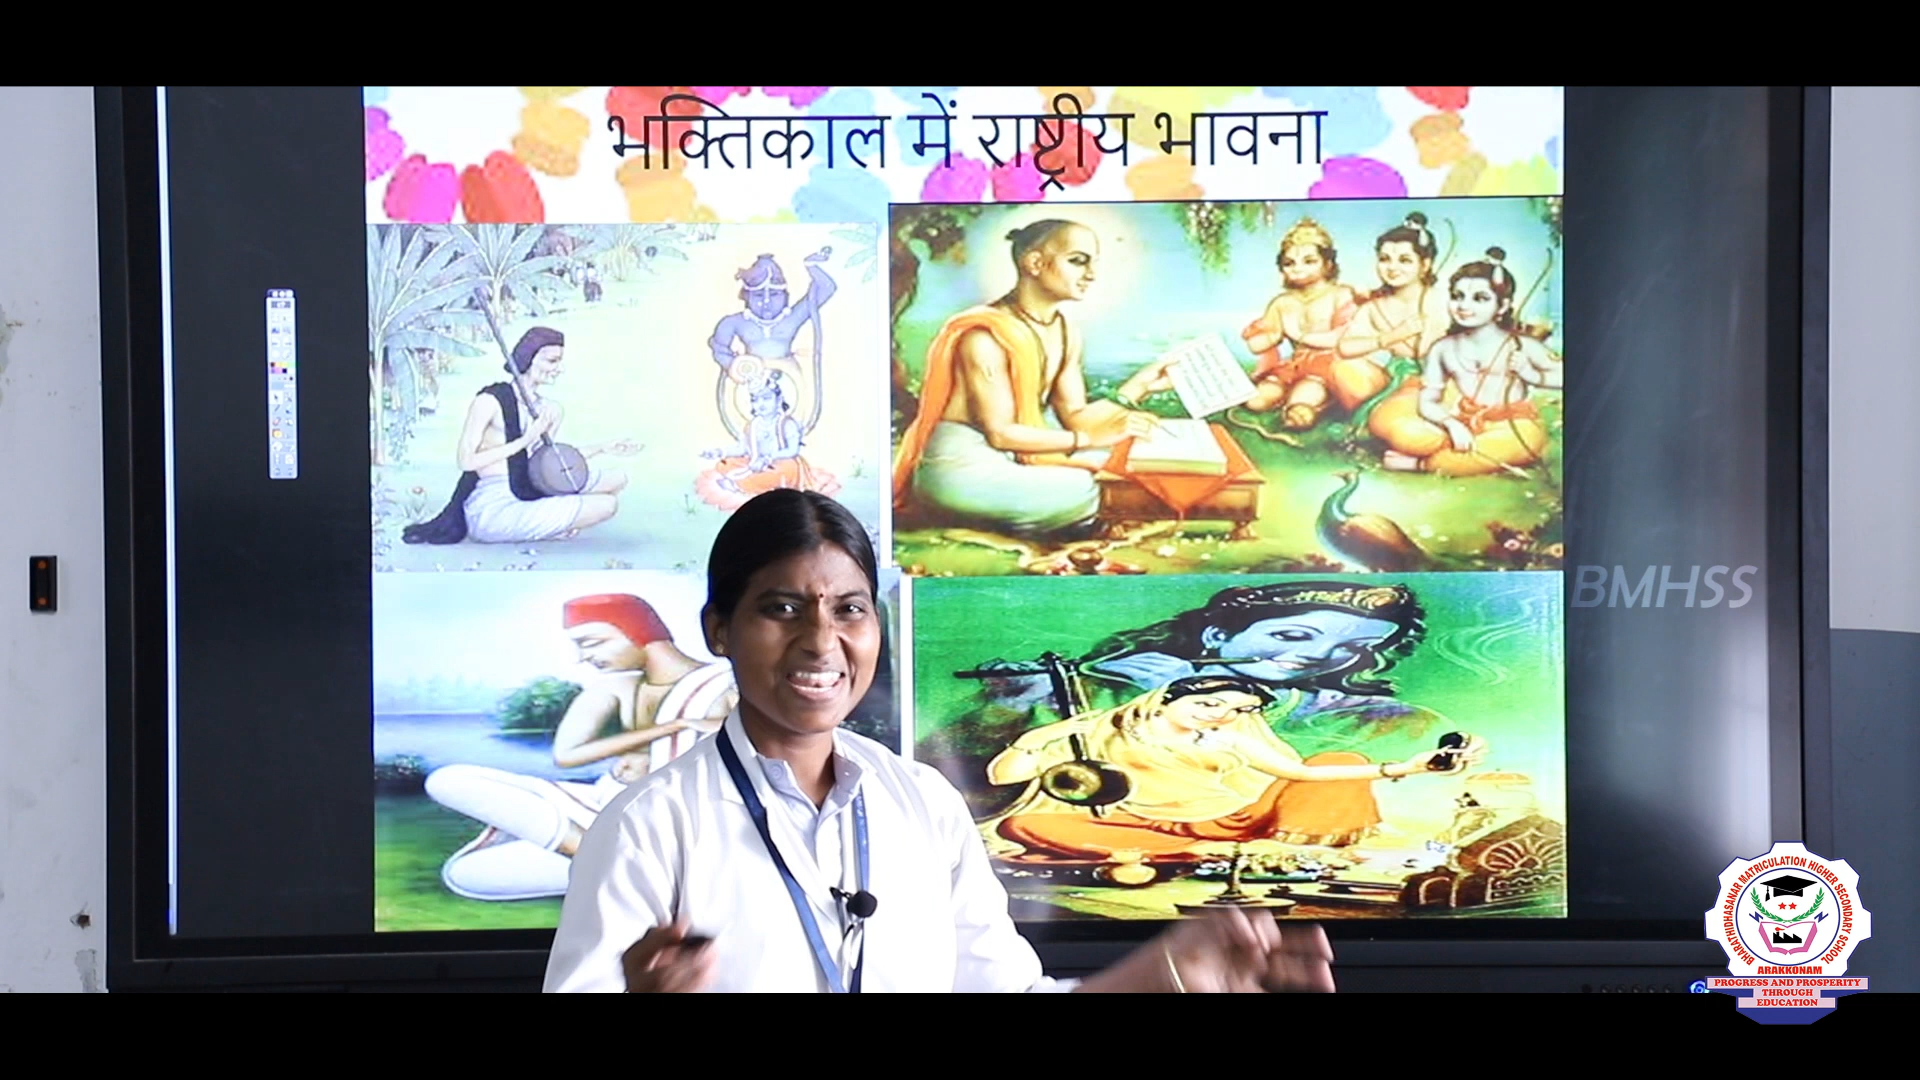 भक्तिकाल में राष्ट्रीय भावना
BMHSS
BHARATHIDHASANAR MATRICULATION HIGHER SECONDARY SCHOOL
ARAKKONAM
PROGRESS AND PROSPERITY
THROUGH
EDUCATION